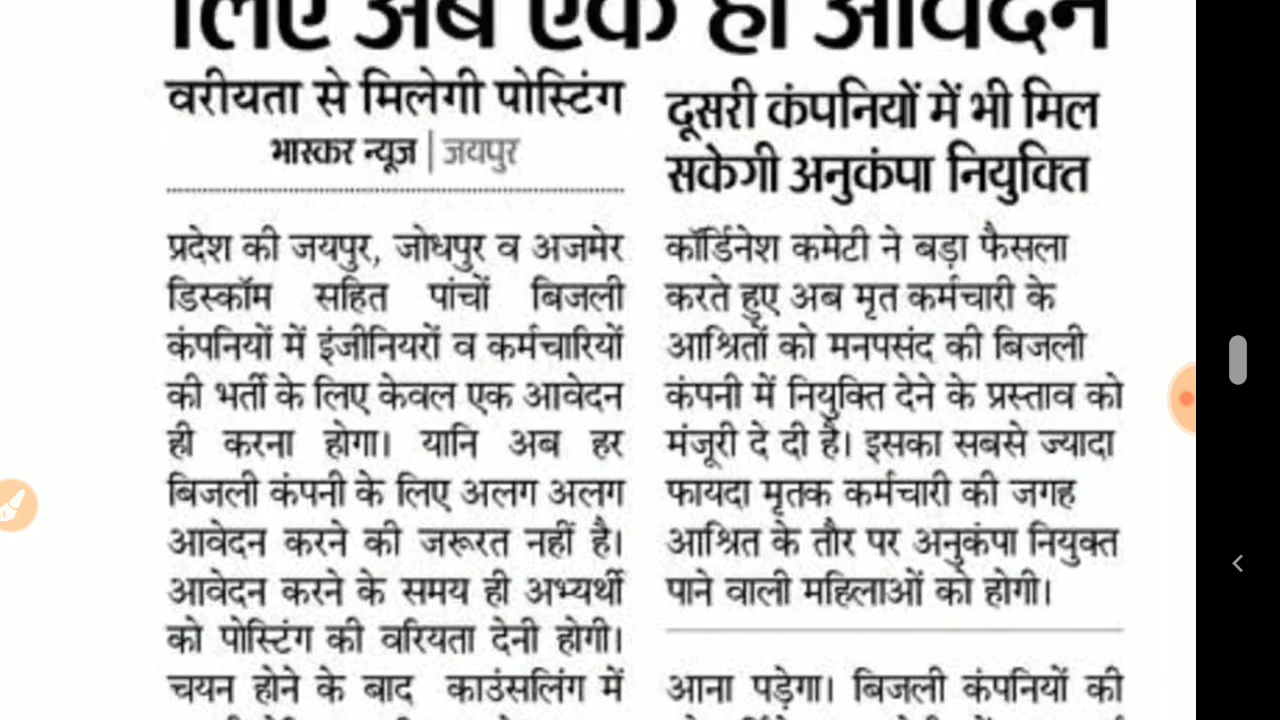 लिए अब एक ही आवेदन
वरीयता से मिलेगी पोस्टिंग
भास्कर न्यूज | जयपुर
प्रदेश की जयपुर, जोधपुर व अजमेर
डिस्कॉम सहित पांचों बिजली
कंपनियों में इंजीनियरों व कर्मचारियों
की भर्ती के लिए केवल एक आवेदन
ही करना होगा। यानि अब हर
बिजली कंपनी के लिए अलग अलग
आवेदन करने की जरूरत नहीं है।
आवेदन करने के समय ही अभ्यर्थी
को पोस्टिंग की वरियता देनी होगी।
चयन होने के बाद काउंसलिंग में
दूसरी कंपनियों में भी मिल
सकेगी अनुकंपा नियुक्ति
कॉर्डिनेश कमेटी ने बड़ा फैसला
करते हुए अब मृत कर्मचारी के
आश्रितों को मनपसंद की बिजली
कंपनी में नियुक्ति देने के प्रस्ताव को
मंजूरी दे दी है। इसका सबसे ज्यादा
फायदा मृतक कर्मचारी की जगह
आश्रित के तौर पर अनुकंपा नियुक्त
पाने वाली महिलाओं को होगी।
आना पड़ेगा। बिजली कंपनियों की